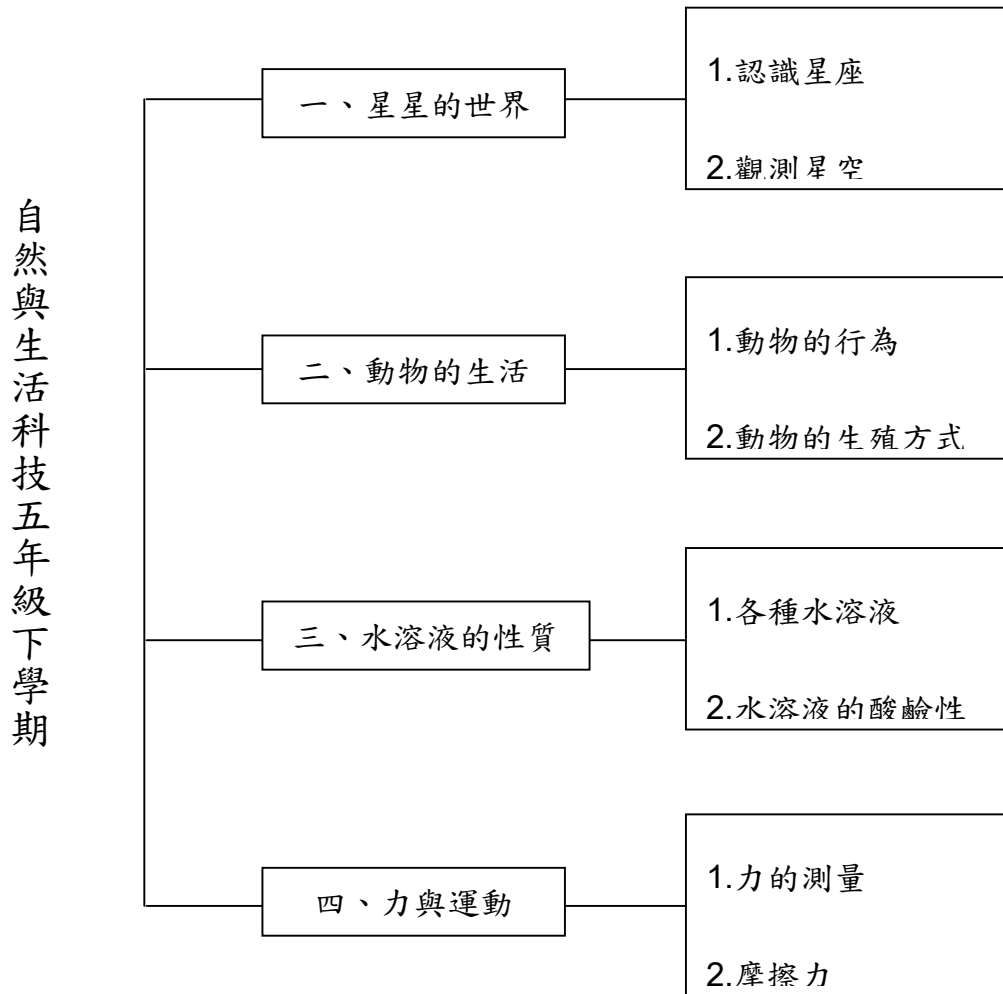 自然與生活科技五年級下學期
一、星星的世界
1.認識星座
2.觀測星空
二、動物的生活
1.動物的行為
2.動物的生殖方式
三、水溶液的性質
1.各種水溶液
2.水溶液的酸鹼性
四、力與運動
1.力的測量
2.摩擦力